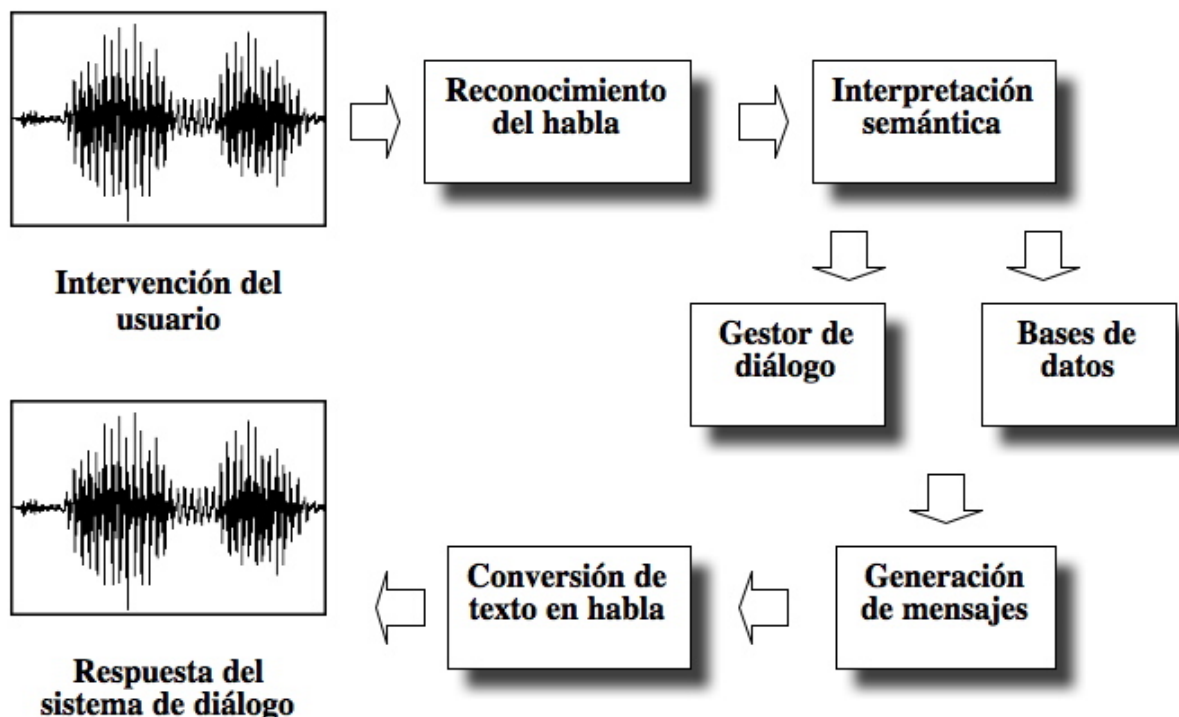 Reconocimiento
del habla
Interpretación
semántica
Intervención del
usuario
Gestor de
diálogo
Bases de
datos
Generación
de mensajes
Conversión de
texto en habla
Respuesta del
sistema de diálogo